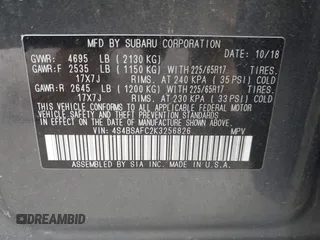 MFD BY SUBARU CORPORATION 10/18
GVWR: 4695 LB (2130 KG)
GAWR:F 2535 LB (1150 KG) WITH 225/65R17 TIRES,
17X7J RIMS, AT 240 KPA (35 PSI) COLD
GAWR:R 2645 LB (1200 KG) WITH 225/65R17 TIRES,
17X7J RIMS, AT 230 KPA (33 PSI) COLD
THIS VEHICLE CONFORMS TO ALL APPLICABLE
FEDERAL MOTOR VEHICLE SAFETY, BUMPER, AND THEFT PREVENTION
STANDARDS IN EFFECT ON THE DATE OF MANUFACTURE SHOWN ABOVE.
VIN: 4S4BSAFC2K3256826 MPV
ASSEMBLED BY SIA INC. MADE IN U.S.A.
DREAMBID